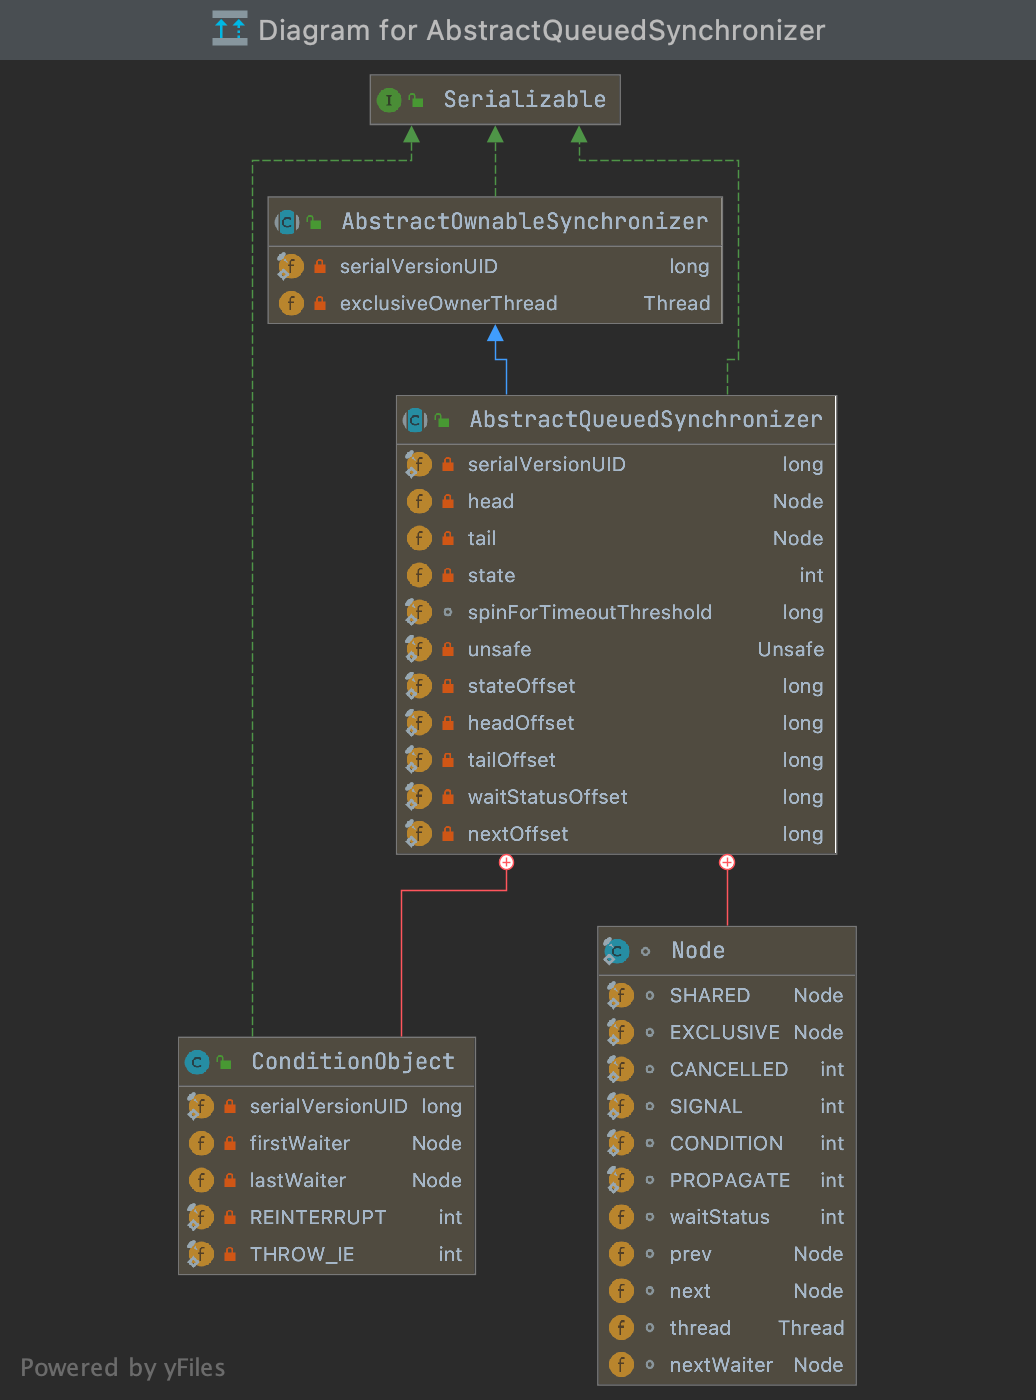 Diagram for AbstractQueuedSynchronizer
I Serializable
C AbstractOwnableSynchronizer
f serialVersionUID long
f exclusiveOwnerThread Thread
C AbstractQueuedSynchronizer
f serialVersionUID long
f head Node
f tail Node
f state int
f spinForTimeoutThreshold long
f unsafe Unsafe
f stateOffset long
f headOffset long
f tailOffset long
f waitStatusOffset long
f nextOffset long
C Node
f SHARED Node
f EXCLUSIVE Node
f CANCELLED int
f SIGNAL int
f CONDITION int
f PROPAGATE int
f waitStatus int
f prev Node
f next Node
f thread Thread
f nextWaiter Node
C ConditionObject
f serialVersionUID long
f firstWaiter Node
f lastWaiter Node
f REINTERRUPT int
f THROW_IE int
Powered by yFiles